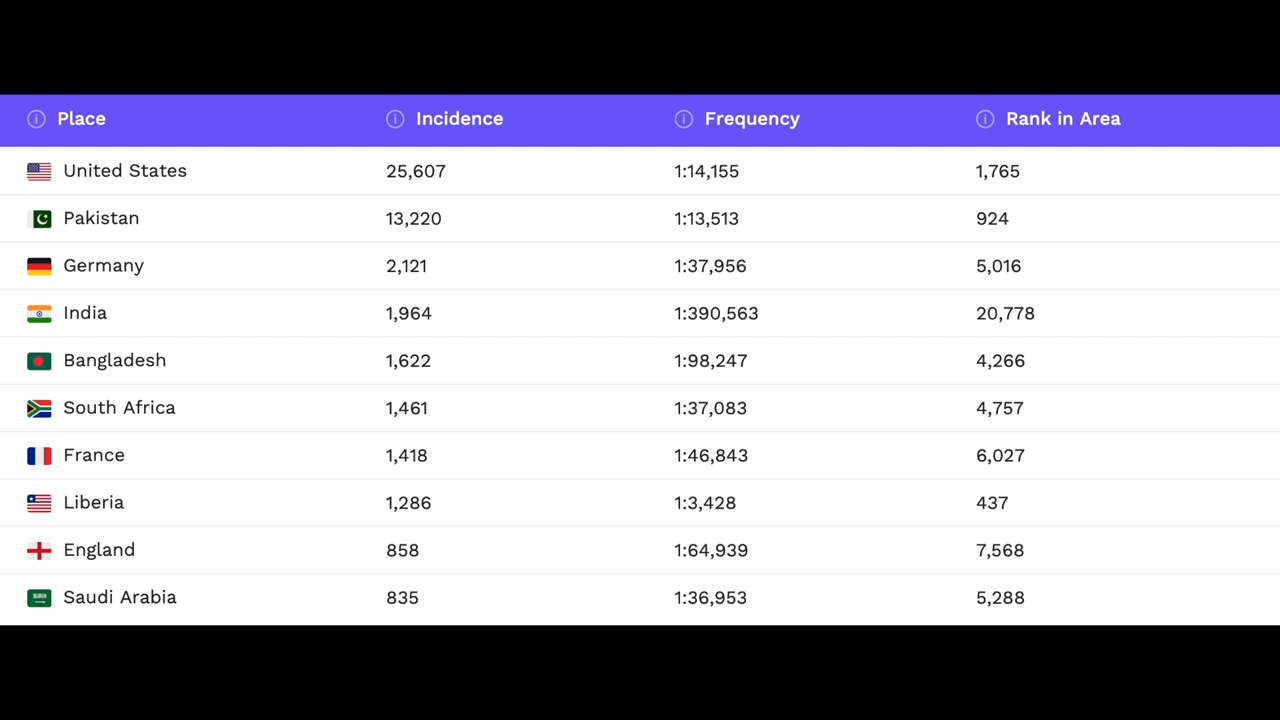 Place Incidence Frequency Rank in Area
United States 25,607 1:14,155 1,765
Pakistan 13,220 1:13,513 924
Germany 2,121 1:37,956 5,016
India 1,964 1:390,563 20,778
Bangladesh 1,622 1:98,247 4,266
South Africa 1,461 1:37,083 4,757
France 1,418 1:46,843 6,027
Liberia 1,286 1:3,428 437
England 858 1:64,939 7,568
Saudi Arabia 835 1:36,953 5,288